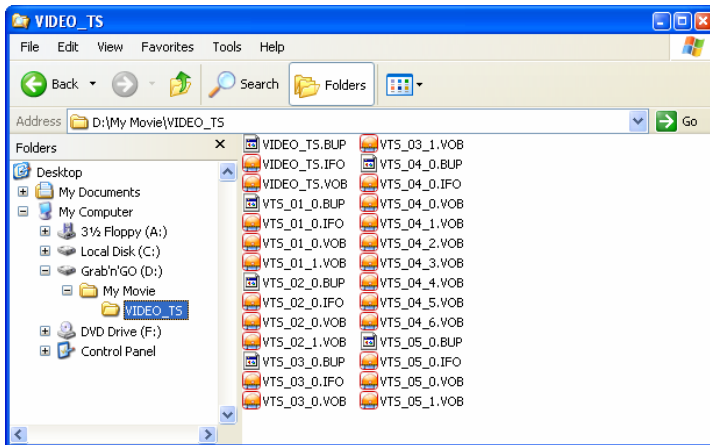 VIDEO_TS
File Edit View Favorites Tools Help
Back Search Folders
Address D:\My Movie\VIDEO_TS Go
Folders
Desktop
My Documents
My Computer
3½ Floppy (A:)
Local Disk (C:)
Grab'n'GO (D:)
My Movie
VIDEO_TS
DVD Drive (F:)
Control Panel
VIDEO_TS.BUP
VIDEO_TS.IFO
VIDEO_TS.VOB
VTS_01_0.BUP
VTS_01_0.IFO
VTS_01_0.VOB
VTS_01_1.VOB
VTS_02_0.BUP
VTS_02_0.IFO
VTS_02_0.VOB
VTS_02_1.VOB
VTS_03_0.BUP
VTS_03_0.IFO
VTS_03_0.VOB
VTS_03_1.VOB
VTS_04_0.BUP
VTS_04_0.IFO
VTS_04_0.VOB
VTS_04_1.VOB
VTS_04_2.VOB
VTS_04_3.VOB
VTS_04_4.VOB
VTS_04_5.VOB
VTS_04_6.VOB
VTS_05_0.BUP
VTS_05_0.IFO
VTS_05_0.VOB
VTS_05_1.VOB